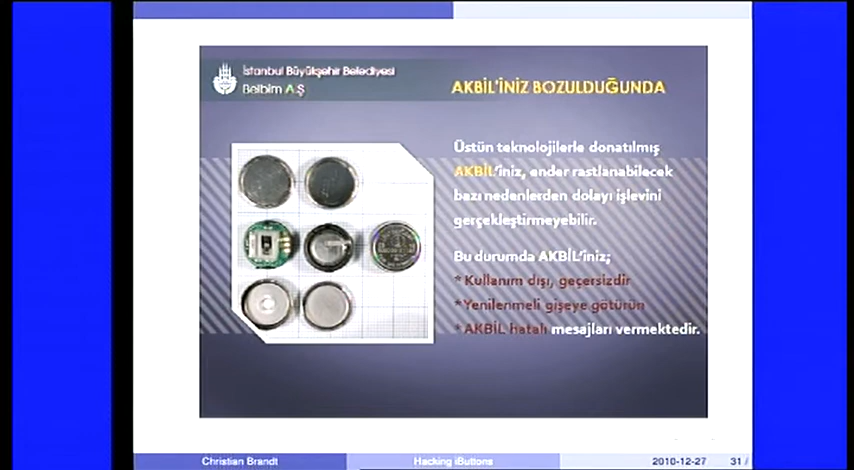 İstanbul Büyükşehir Belediyesi
Belbim A.Ş
AKBİL'İNİZ BOZULDUĞUNDA
Üstün teknolojilerle donatılmış
AKBİL'iniz, ender rastlanabilecek
bazı nedenlerden dolayı işlevini
gerçekleştirmeyebilir.
Bu durumda AKBİL'iniz;
* Kullanım dışı, geçersizdir
* Yenilenmeli gişeye götürün
* AKBİL hatalı mesajları vermektedir.
Christian Brandt
Hacking iButtons
2010-12-27
31 /